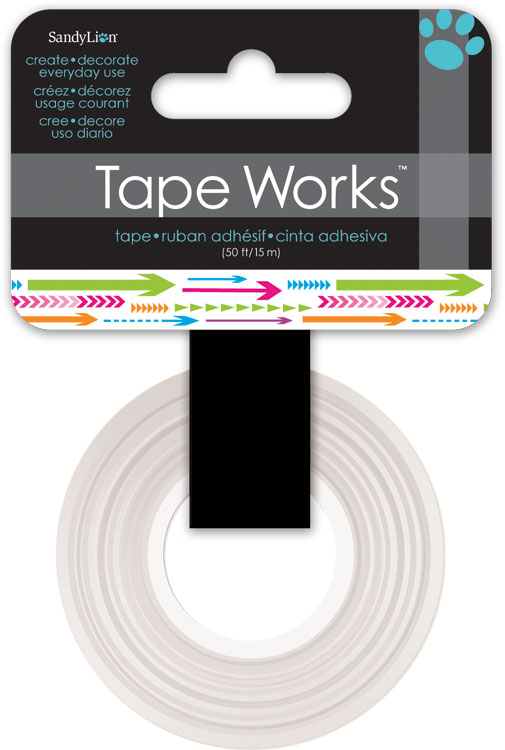 SandyLion®
create•decorate
everyday use
créez•décorez
usage courant
cree•decore
uso diario
Tape Works™
tape•ruban adhésif•cinta adhesiva
(50 ft/15 m)